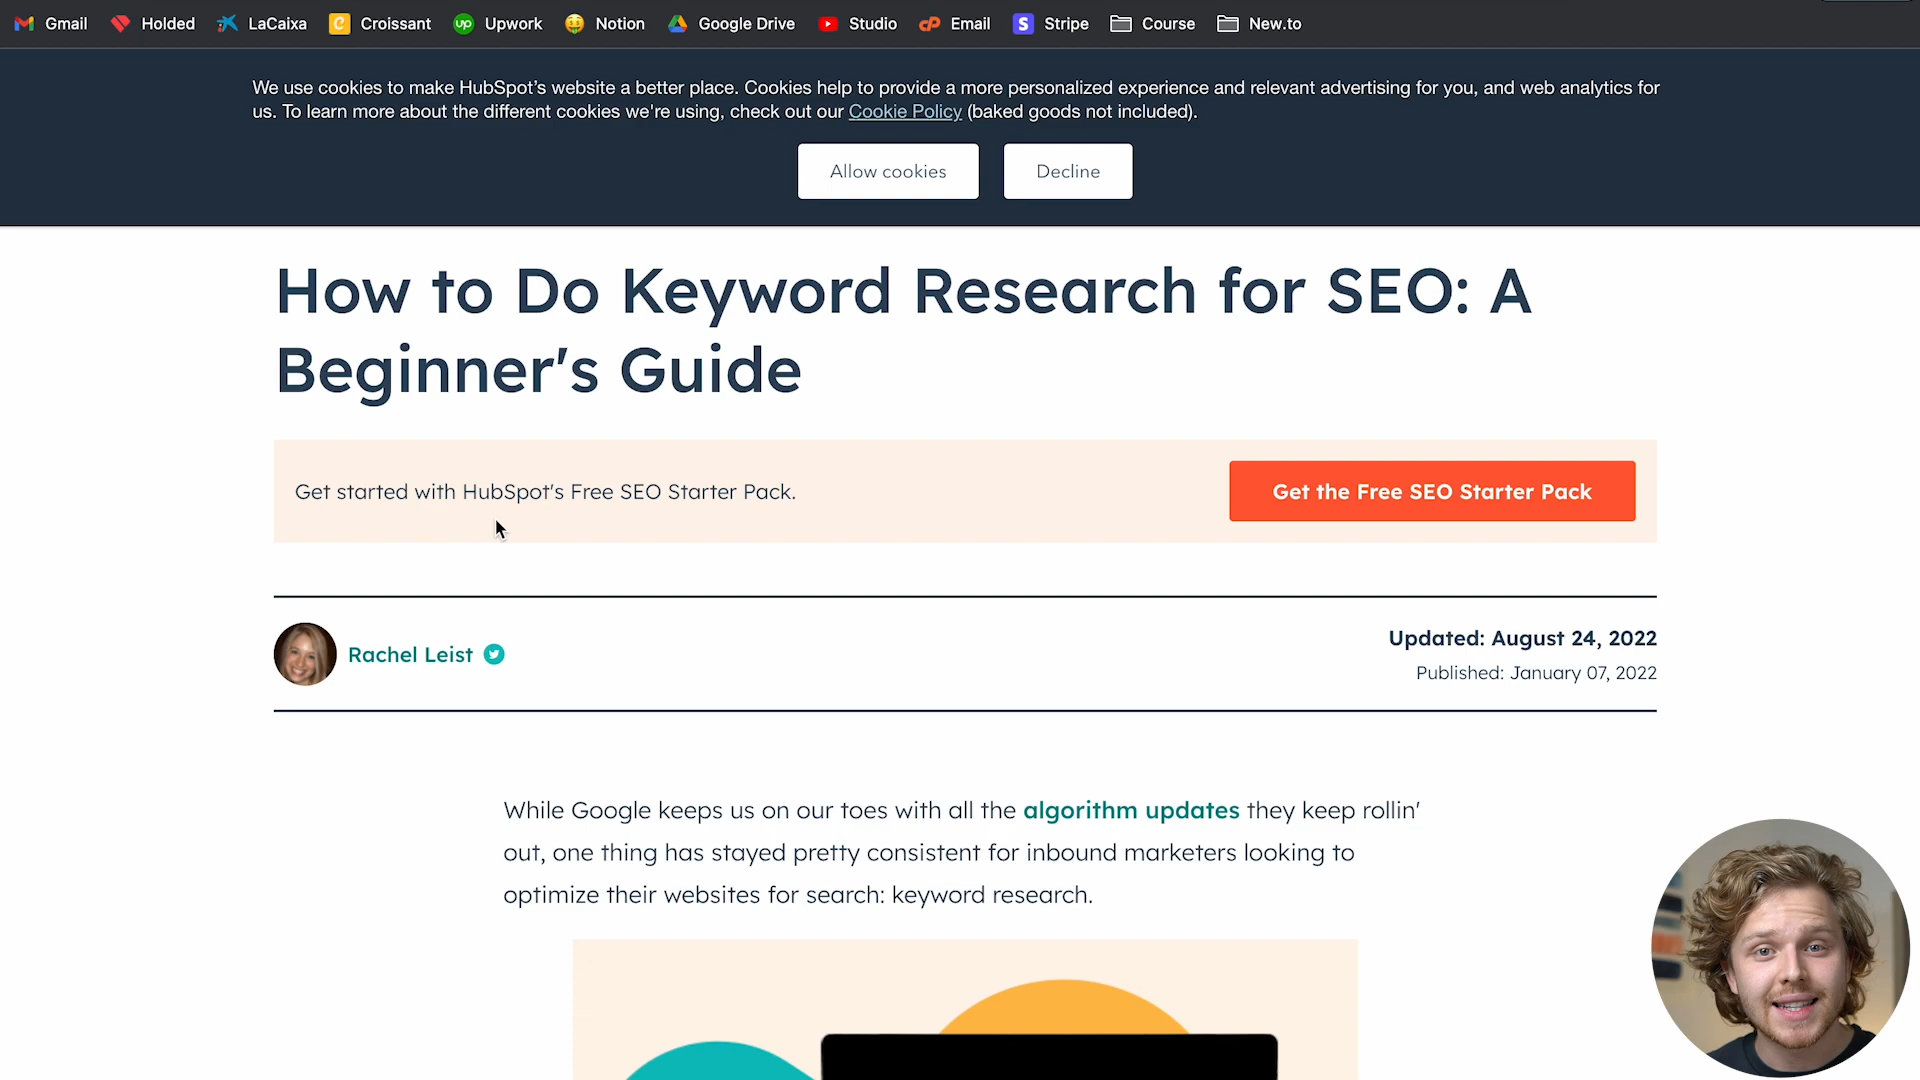 Gmail Holded LaCaixa Croissant Upwork Notion Google Drive Studio Email Stripe Course New.to
We use cookies to make HubSpot's website a better place. Cookies help to provide a more personalized experience and relevant advertising for you, and web analytics for
us. To learn more about the different cookies we're using, check out our Cookie Policy (baked goods not included).
Allow cookies Decline
How to Do Keyword Research for SEO: A
Beginner's Guide
Get started with HubSpot's Free SEO Starter Pack. Get the Free SEO Starter Pack
Rachel Leist
Updated: August 24, 2022
Published: January 07, 2022
While Google keeps us on our toes with all the algorithm updates they keep rollin'
out, one thing has stayed pretty consistent for inbound marketers looking to
optimize their websites for search: keyword research.